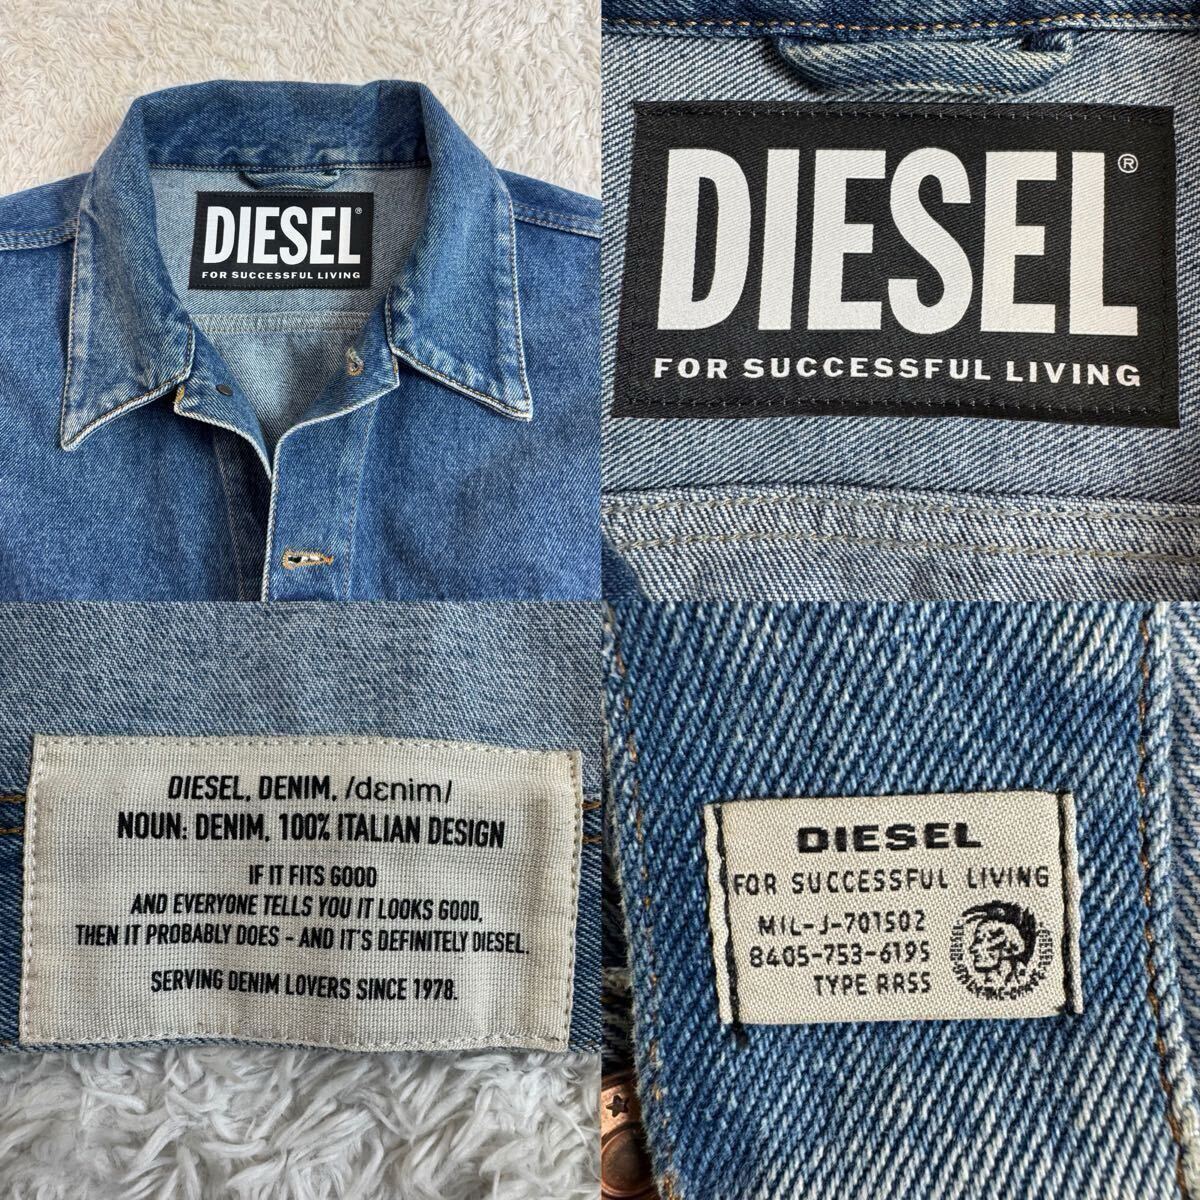 DIESEL®
FOR SUCCESSFUL LIVING
DIESEL®
FOR SUCCESSFUL LIVING
DIESEL, DENIM, /dɛnim/
NOUN: DENIM, 100% ITALIAN DESIGN
IF IT FITS GOOD
AND EVERYONE TELLS YOU IT LOOKS GOOD,
THEN IT PROBABLY DOES - AND IT'S DEFINITELY DIESEL.
SERVING DENIM LOVERS SINCE 1978.
DIESEL
FOR SUCCESSFUL LIVING
MIL-J-701502
8405-753-6195
TYPE RRSS
DIESEL